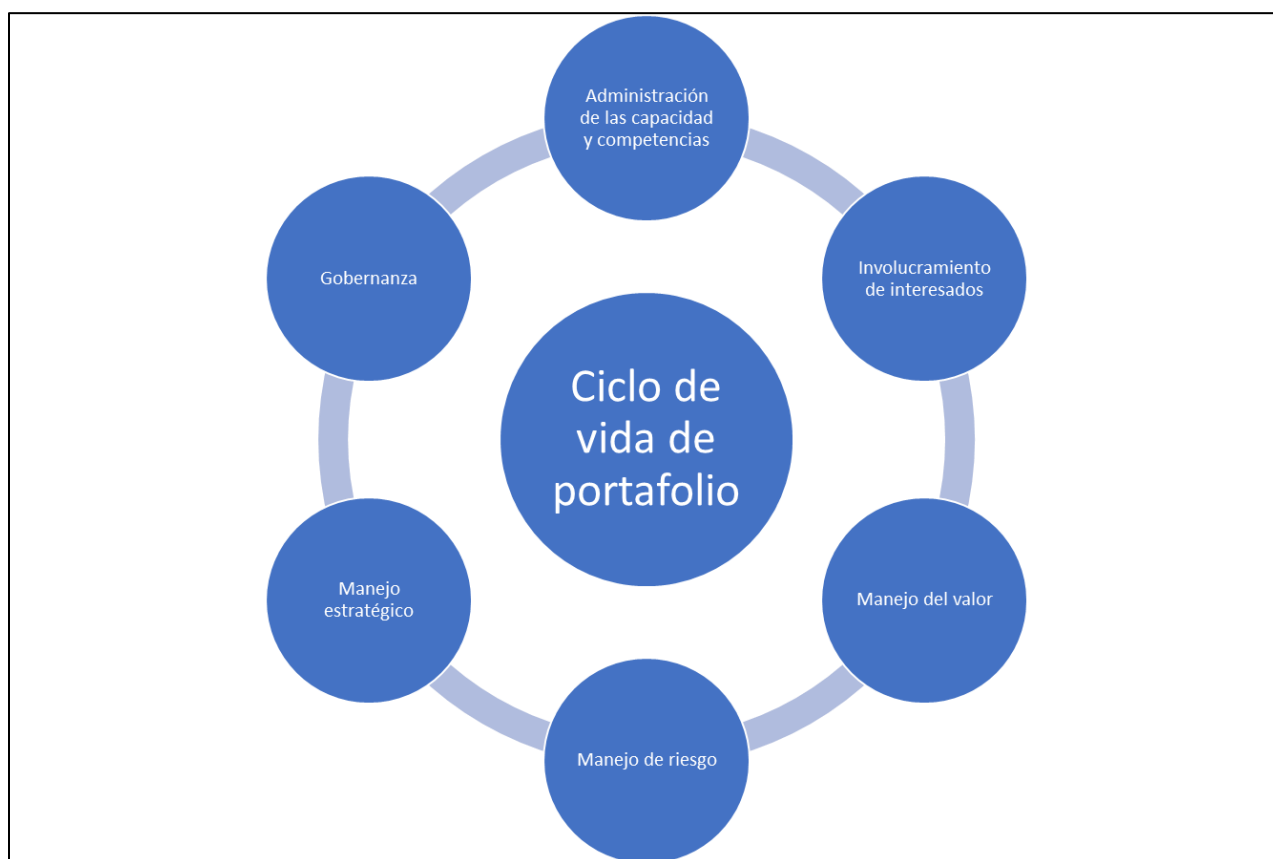 Administración
de las capacidad
y competencias
Involucramiento
de interesados
Manejo del valor
Manejo de riesgo
Manejo
estratégico
Gobernanza
Ciclo de
vida de
portafolio